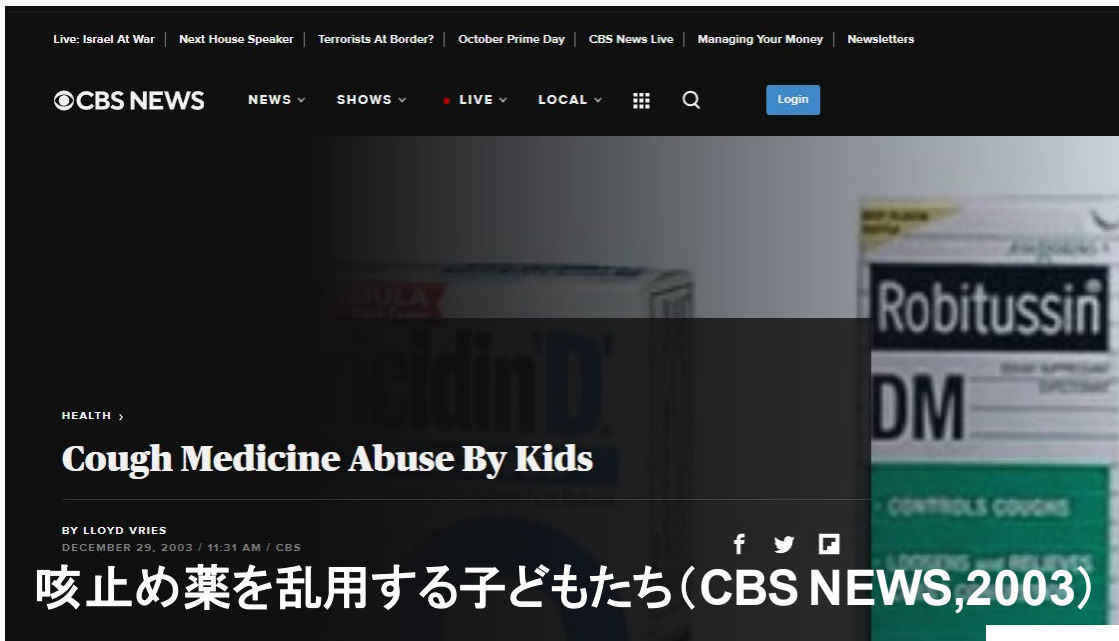 Live: Israel At War | Next House Speaker | Terrorists At Border? | October Prime Day | CBS News Live | Managing Your Money | Newsletters
CBS NEWS NEWS SHOWS LIVE LOCAL Login
Robitussin
DM
HEALTH ›
Cough Medicine Abuse By Kids
CONTROLS COUGHS
BY LLOYD VRIES
DECEMBER 29, 2003 / 11:31 AM / CBS
咳止め薬を乱用する子どもたち（CBS NEWS,2003）